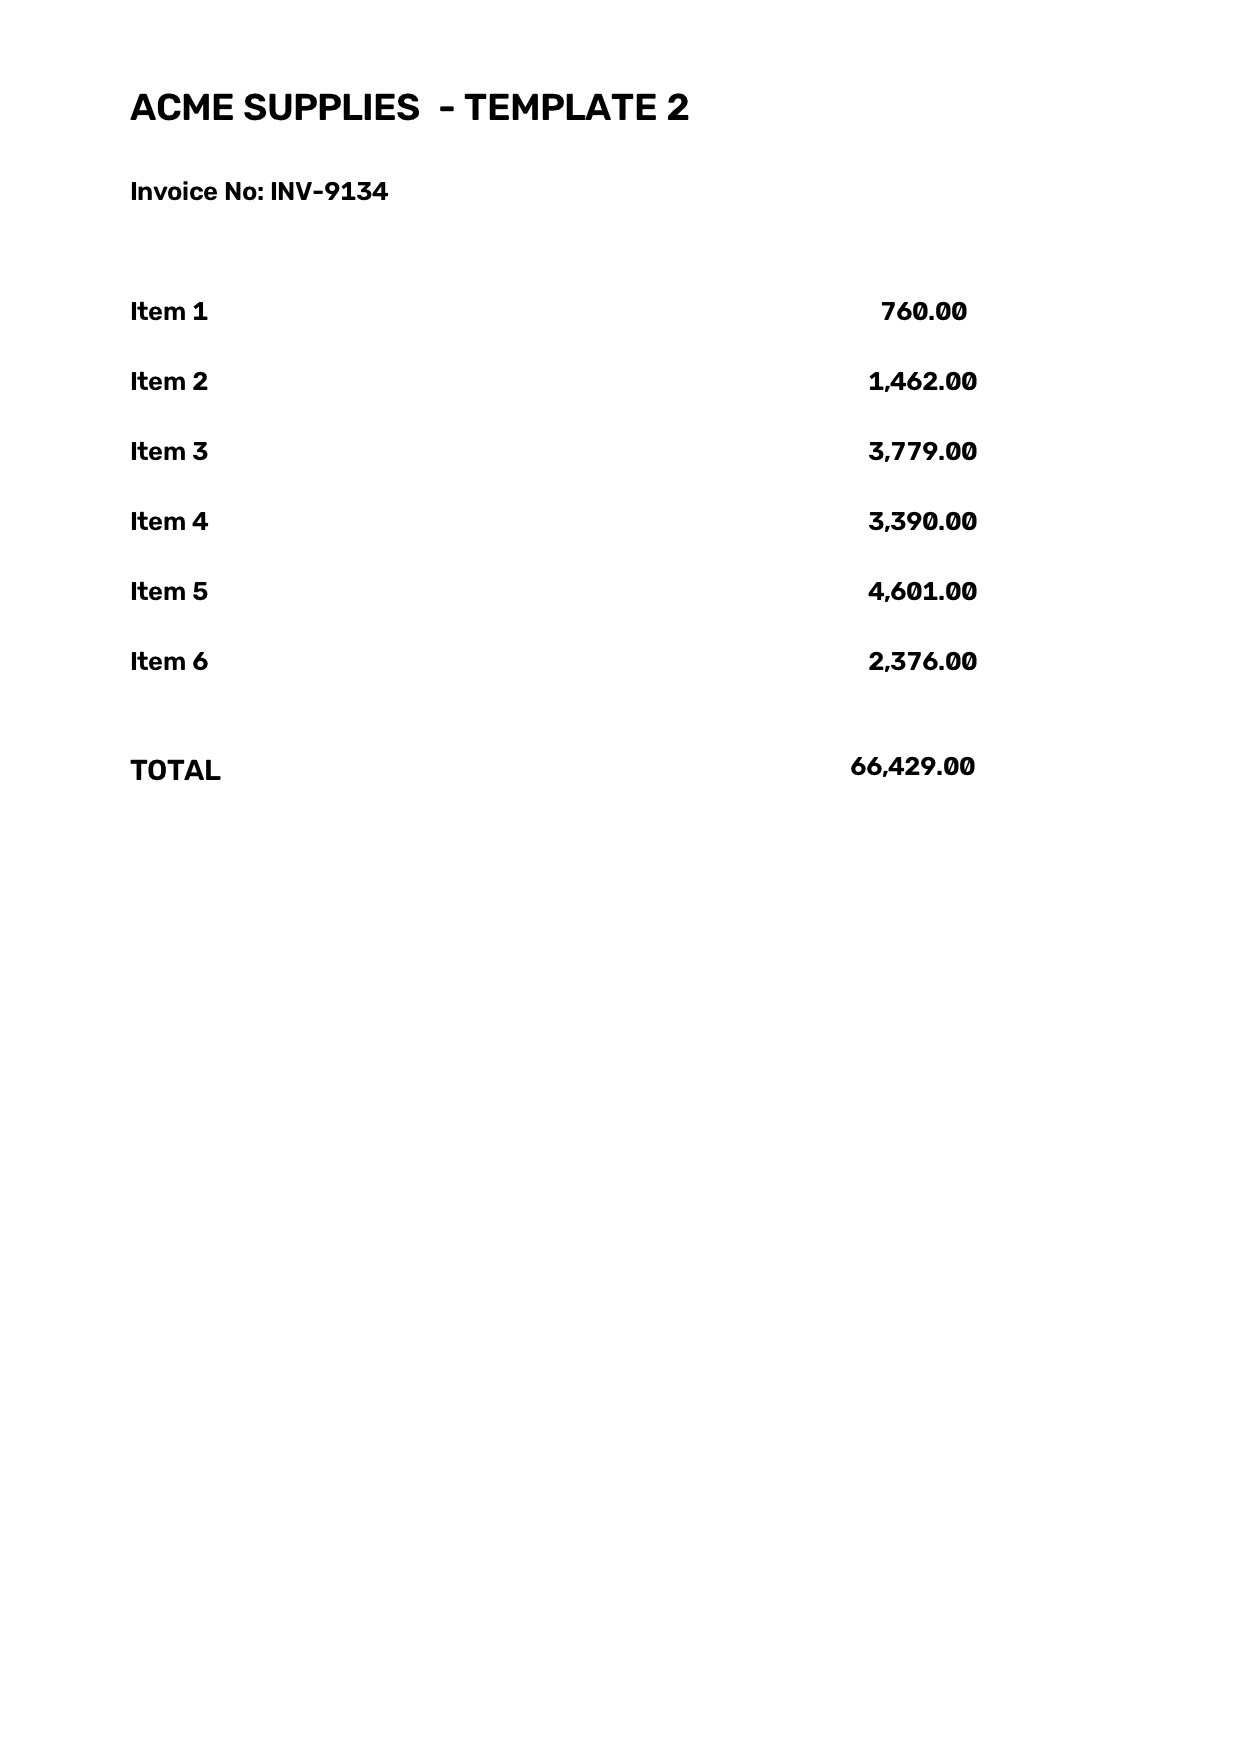 ACME SUPPLIES - TEMPLATE 2
Invoice No: INV-9134
Item 1 760.00
Item 2 1,462.00
Item 3 3,779.00
Item 4 3,390.00
Item 5 4,601.00
Item 6 2,376.00
TOTAL 66,429.00